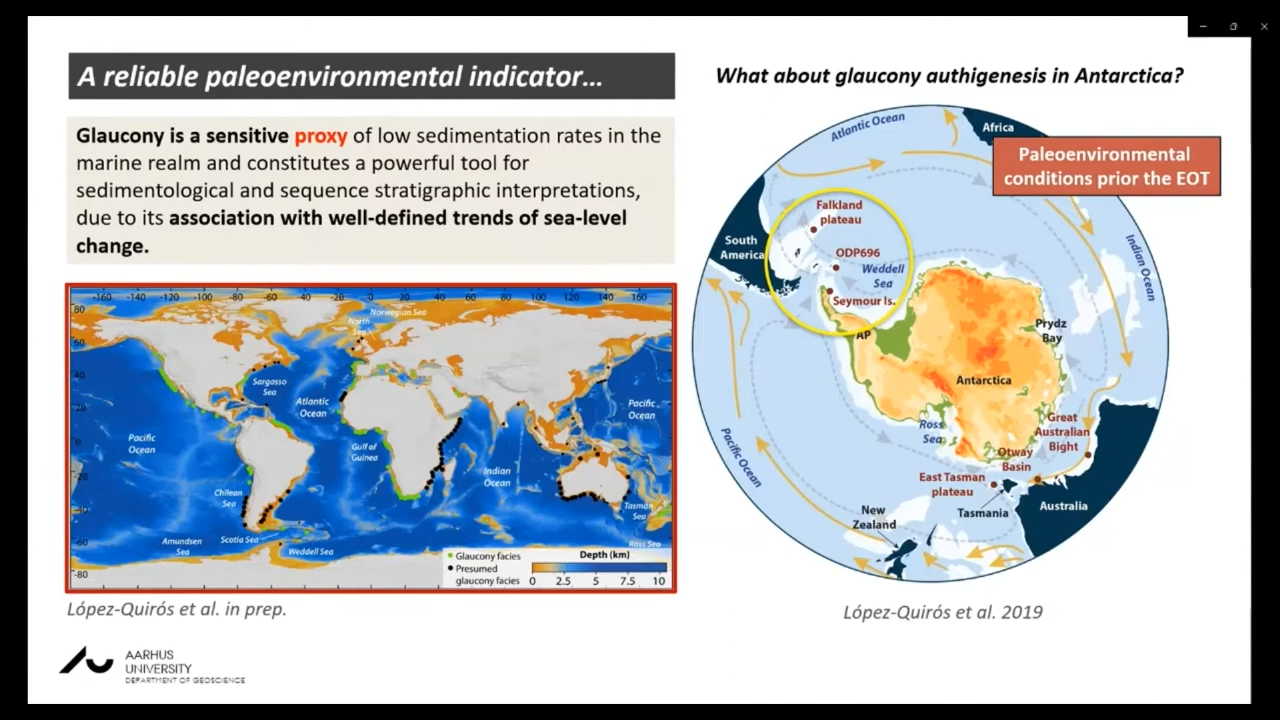 A reliable paleoenvironmental indicator...
Glaucony is a sensitive proxy of low sedimentation rates in the
marine realm and constitutes a powerful tool for
sedimentological and sequence stratigraphic interpretations,
due to its association with well-defined trends of sea-level
change.
-160 -140 -120 -100 -80 -60 -40 -20 0 20 40 60 80 100 120 140 160
80
60
40
20
0
-20
-40
-60
-80
Norwegian Sea
North
Sea
Sargasso
Sea
Atlantic
Ocean
Pacific
Ocean
Pacific
Ocean
Gulf of
Guinea
Indian
Ocean
Chilean
Sea
Tasman
Sea
Amundsen
Sea
Scotia Sea
Weddell Sea
Ross Sea
Glaucony facies
Presumed
glaucony facies
Depth (km)
0 2.5 5 7.5 10
López-Quirós et al. in prep.
AARHUS
UNIVERSITY
DEPARTMENT OF GEOSCIENCE
What about glaucony authigenesis in Antarctica?
Atlantic Ocean
Africa
Paleoenvironmental
conditions prior the EOT
Falkland
plateau
South
America
ODP696
Weddell
Sea
Seymour Is.
Indian Ocean
AP
Prydz
Bay
Antarctica
Ross
Sea
Great
Australian
Bight
Otway
Basin
Pacific Ocean
East Tasman
plateau
Tasmania
Australia
New
Zealand
López-Quirós et al. 2019